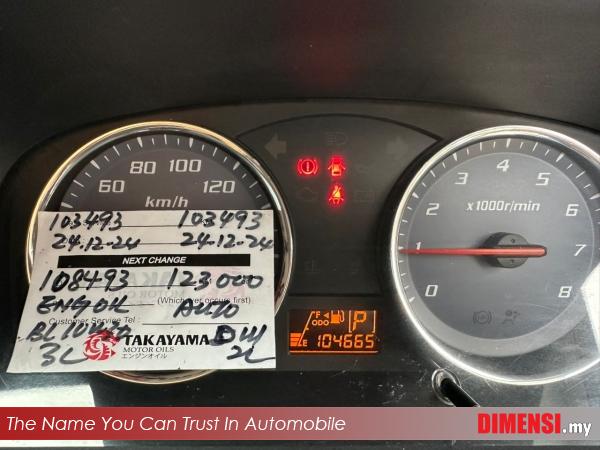 80 100
60 120
km/h
103493 103493
24.12.24 24.12.24
NEXT CHANGE
108493 123000
ENG OIL (Whichever occurs first) AUTO
Customer Service Tel
3L TAKAYAMA
MOTOR OILS
エンジンオイル
3 4 5
2 6
x1000r/min
1 7
0 8
F
ODO P
E 104665
The Name You Can Trust In Automobile
DIMENSI.my